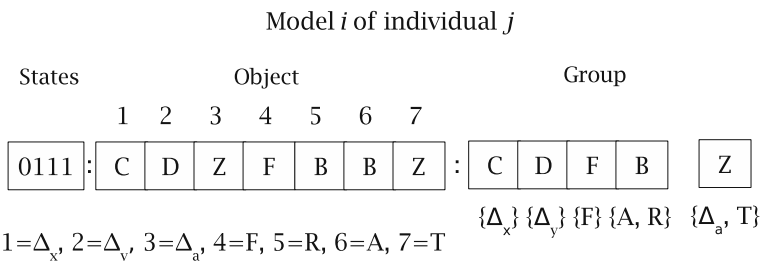 Model i of individual j
States Object Group
1 2 3 4 5 6 7
0111 : C D Z F B B Z : C D F B Z
{Δx} {Δy} {F} {A, R} {Δa, T}
1=Δx, 2=Δy, 3=Δa, 4=F, 5=R, 6=A, 7=T